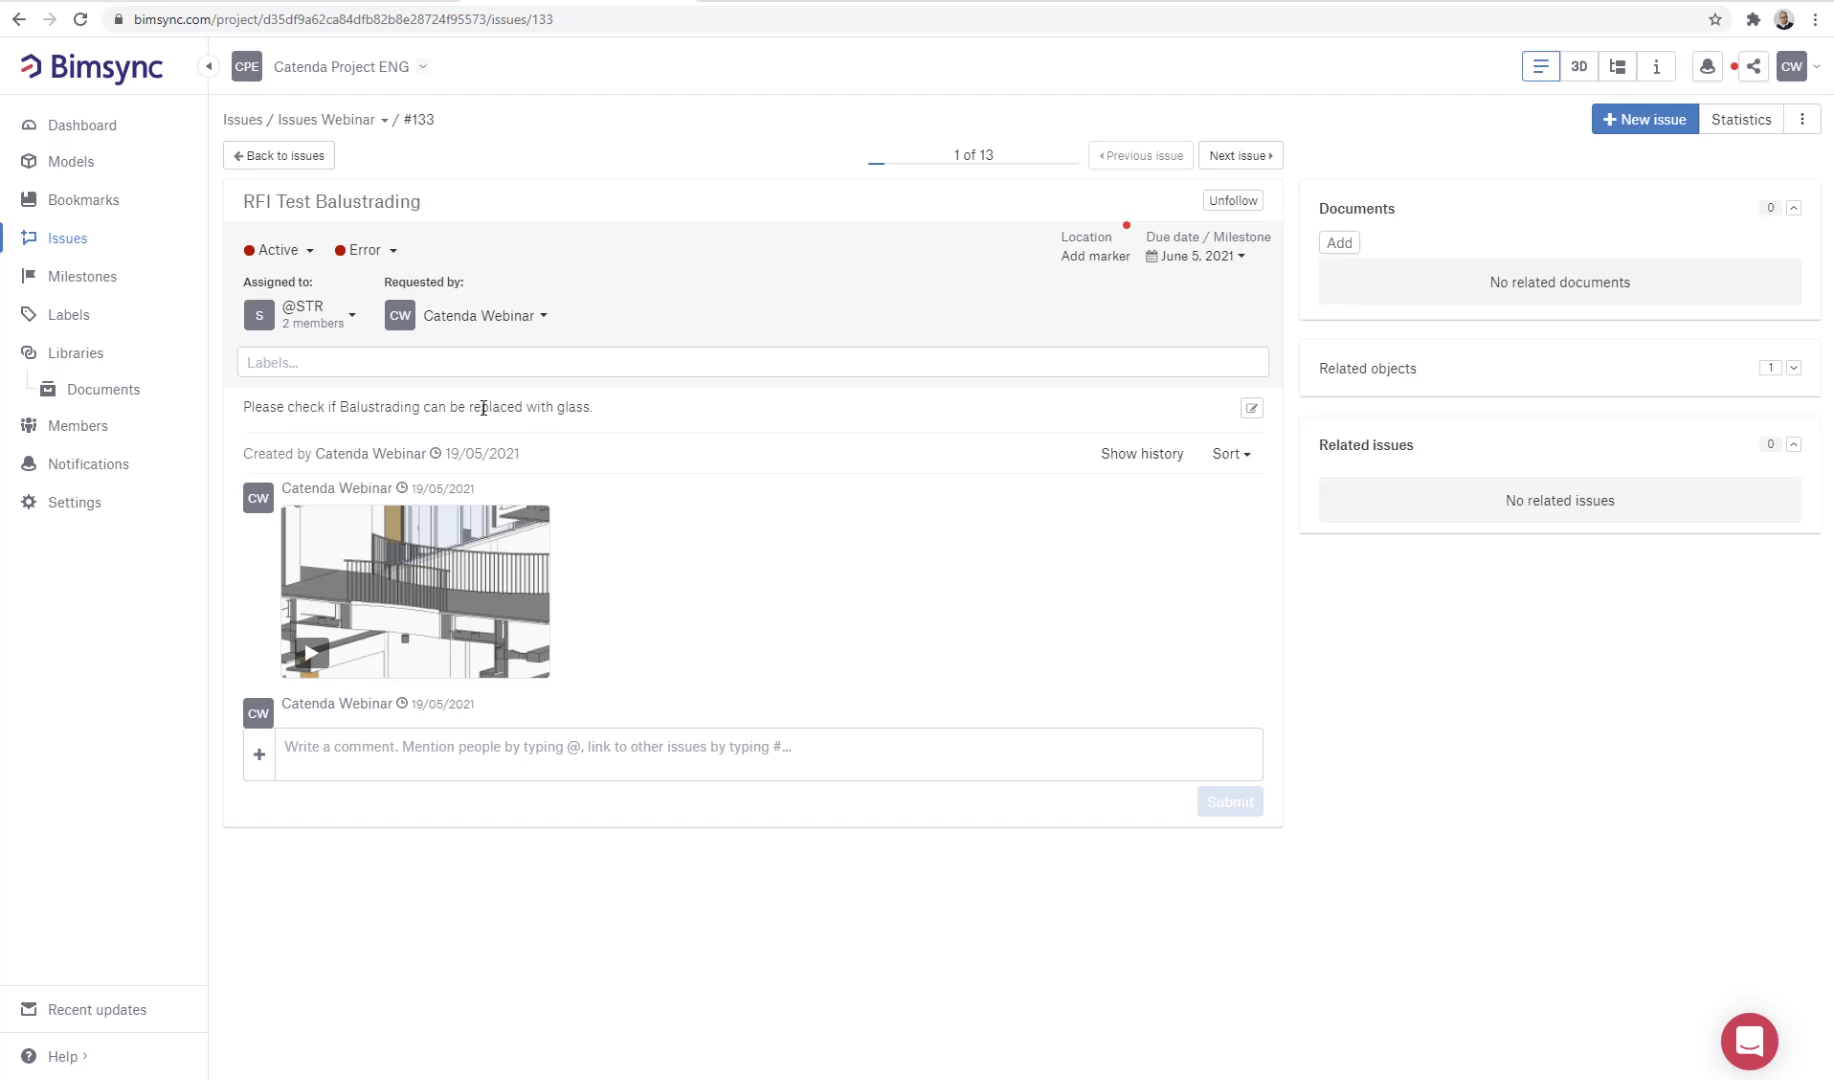 bimsync.com/project/d35df9a62ca84dfb82b8e28724f95573/issues/133
Bimsync
CPE Catenda Project ENG
3D i CW
Dashboard
Models
Bookmarks
Issues
Milestones
Labels
Libraries
Documents
Members
Notifications
Settings
Recent updates
Help
Issues / Issues Webinar / #133
New issue Statistics
Back to issues 1 of 13 Previous issue Next issue
RFI Test Balustrading Unfollow
Active Error
Location Due date / Milestone
Add marker June 5, 2021
Assigned to: Requested by:
S @STR
2 members
CW Catenda Webinar
Labels...
Please check if Balustrading can be replaced with glass.
Created by Catenda Webinar 19/05/2021 Show history Sort
CW Catenda Webinar 19/05/2021
CW Catenda Webinar 19/05/2021
+ Write a comment. Mention people by typing @, link to other issues by typing #...
Submit
Documents 0
Add
No related documents
Related objects 1
Related issues 0
No related issues